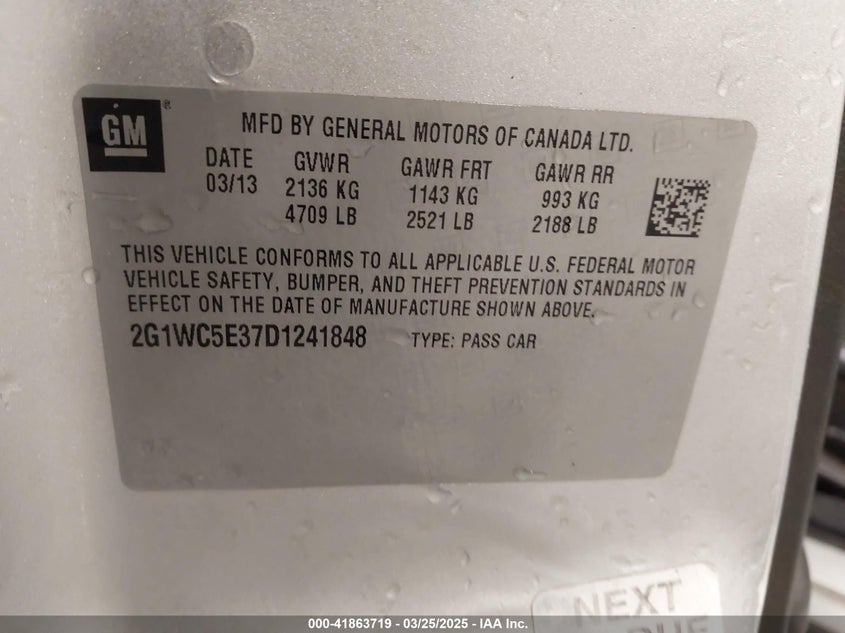 GM ®
MFD BY GENERAL MOTORS OF CANADA LTD.
DATE GVWR GAWR FRT GAWR RR
03/13 2136 KG 1143 KG 993 KG
4709 LB 2521 LB 2188 LB
THIS VEHICLE CONFORMS TO ALL APPLICABLE U.S. FEDERAL MOTOR
VEHICLE SAFETY, BUMPER, AND THEFT PREVENTION STANDARDS IN
EFFECT ON THE DATE OF MANUFACTURE SHOWN ABOVE.
2G1WC5E37D1241848 TYPE: PASS CAR
NEXT
000-41863719 - 03/25/2025 - IAA Inc.